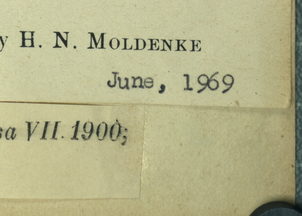 y H. N. MOLDENKE
June, 1969
sa VII. 1900;